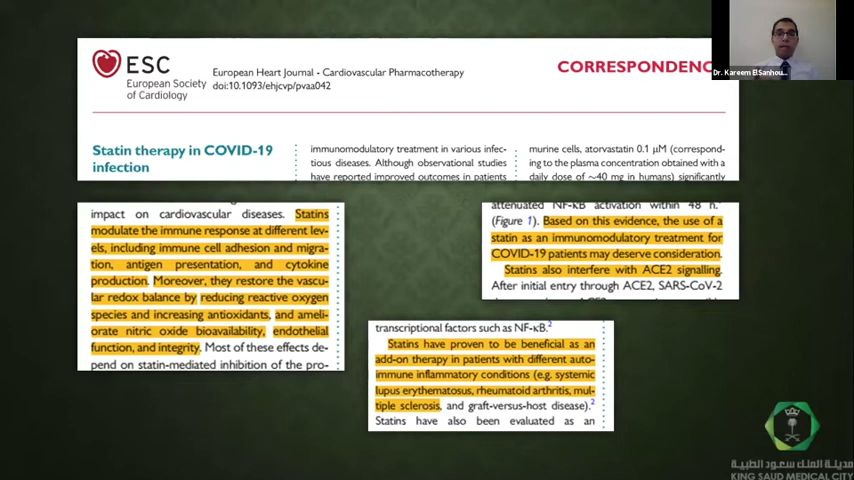 ESC
European Society
of Cardiology
European Heart Journal - Cardiovascular Pharmacotherapy
doi:10.1093/ehjcvp/pvaa042
CORRESPONDENC
Dr. Kareem ElSanhou...
Statin therapy in COVID-19
infection
immunomodulatory treatment in various infec-
tious diseases. Although observational studies
have reported improved outcomes in patients
murine cells, atorvastatin 0.1 μM (correspond-
ing to the plasma concentration obtained with a
daily dose of ~40 mg in humans) significantly
impact on cardiovascular diseases. Statins
modulate the immune response at different lev-
els, including immune cell adhesion and migra-
tion, antigen presentation, and cytokine
production. Moreover, they restore the vascu-
lar redox balance by reducing reactive oxygen
species and increasing antioxidants, and ameli-
orate nitric oxide bioavailability, endothelial
function, and integrity. Most of these effects de-
pend on statin-mediated inhibition of the pro-
attenuated NF-κB activation within 48 h.
(Figure 1). Based on this evidence, the use of a
statin as an immunomodulatory treatment for
COVID-19 patients may deserve consideration.
Statins also interfere with ACE2 signalling.
After initial entry through ACE2, SARS-CoV-2
transcriptional factors such as NF-κB.2
Statins have proven to be beneficial as an
add-on therapy in patients with different auto-
immune inflammatory conditions (e.g. systemic
lupus erythematosus, rheumatoid arthritis, mul-
tiple sclerosis, and graft-versus-host disease).2
Statins have also been evaluated as an
مدينة الملك سعود الطبية
KING SAUD MEDICAL CITY